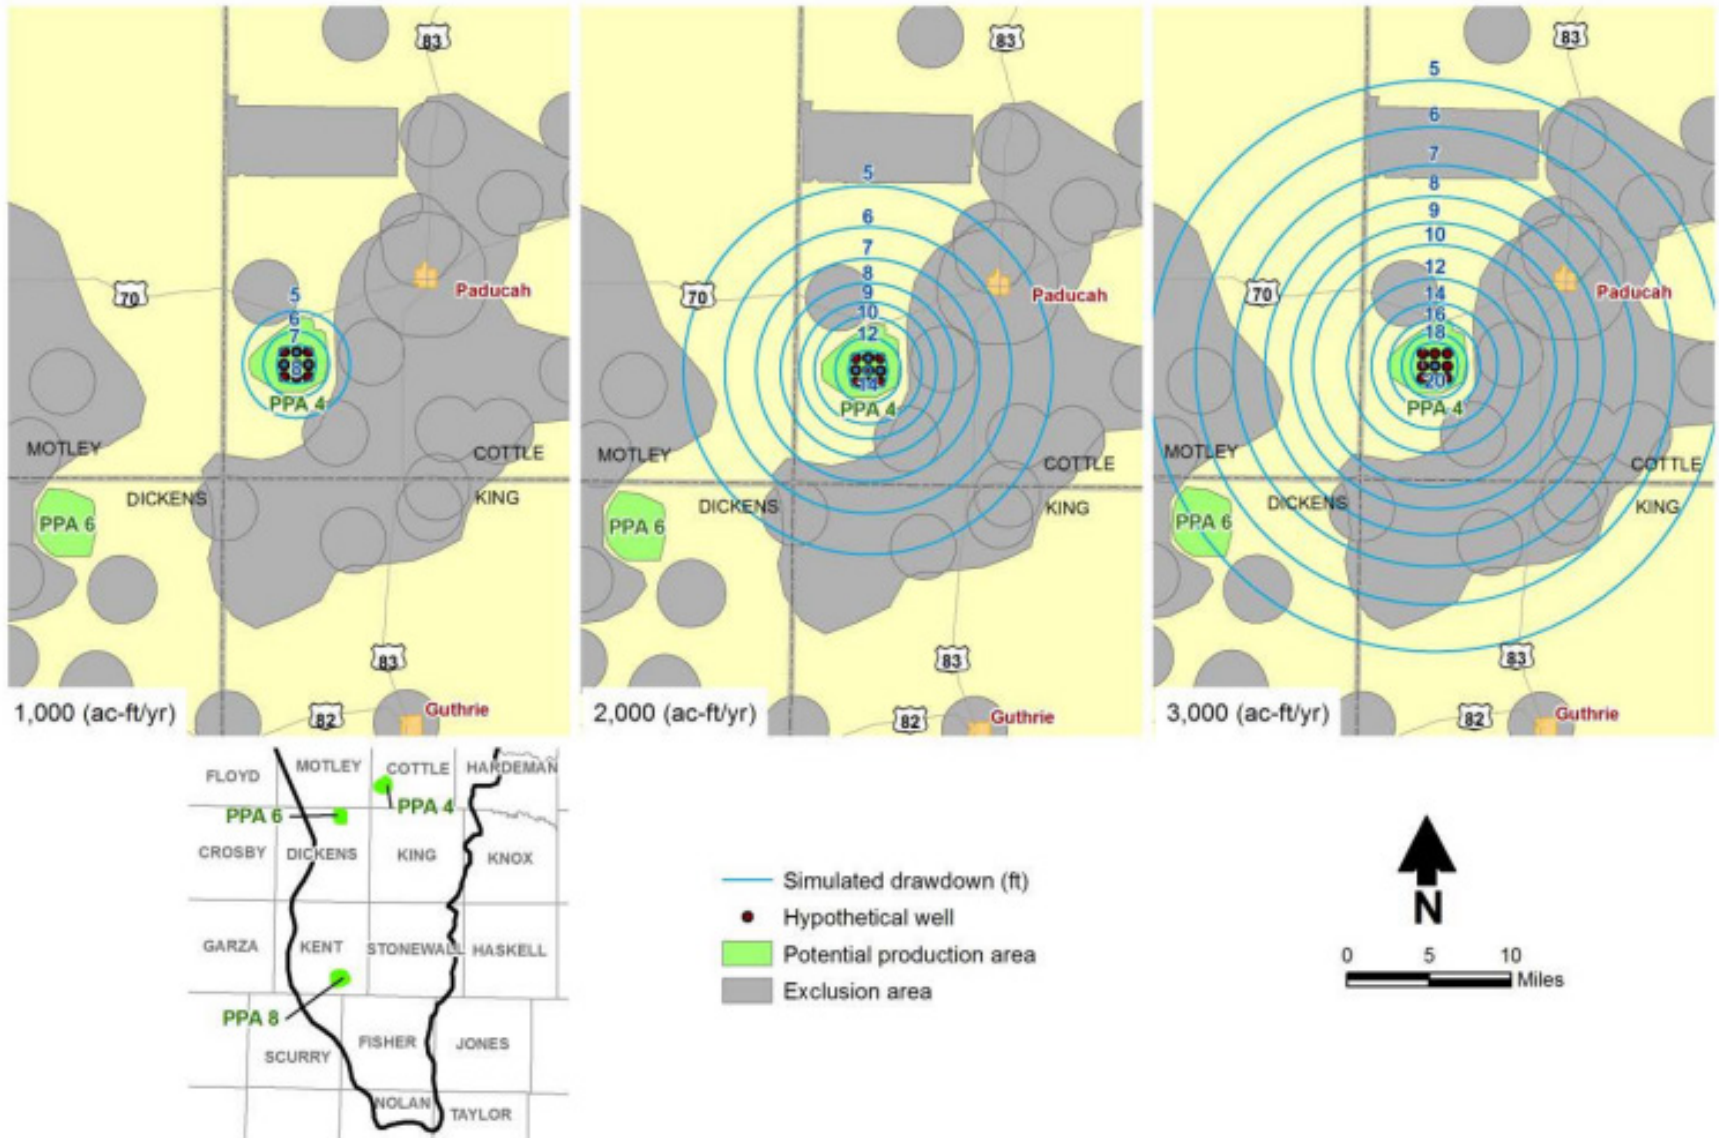 83
70
Paducah
5
6
7
8
PPA 4
MOTLEY
COTTLE
DICKENS
KING
PPA 6
83
1,000 (ac-ft/yr)
82
Guthrie
83
5
6
7
8
9
10
12
14
70
Paducah
PPA 4
MOTLEY
COTTLE
DICKENS
KING
PPA 6
83
2,000 (ac-ft/yr)
82
Guthrie
83
5
6
7
8
9
10
12
14
16
18
20
70
Paducah
PPA 4
MOTLEY
COTTLE
DICKENS
KING
PPA 6
83
3,000 (ac-ft/yr)
82
Guthrie
FLOYD
MOTLEY
COTTLE
HARDEMAN
PPA 4
PPA 6
CROSBY
DICKENS
KING
KNOX
GARZA
KENT
STONEWALL
HASKELL
PPA 8
SCURRY
FISHER
JONES
NOLAN
TAYLOR
Simulated drawdown (ft)
Hypothetical well
Potential production area
Exclusion area
N
0 5 10
Miles